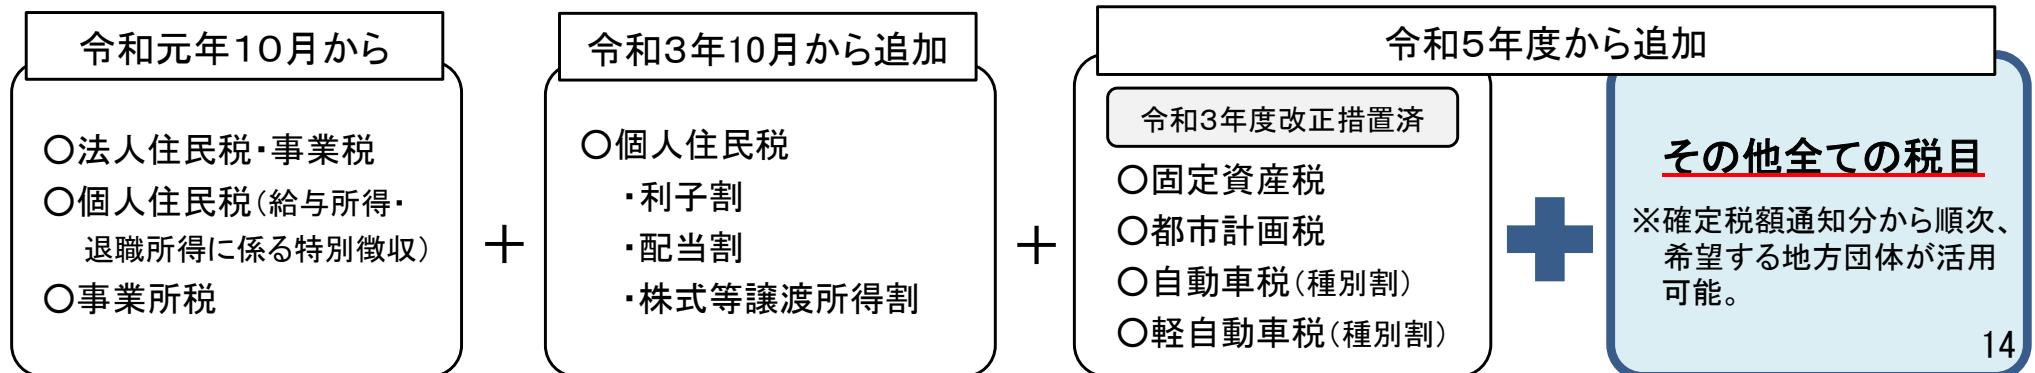 令和元年10月から
○法人住民税・事業税
○個人住民税(給与所得・
退職所得に係る特別徴収)
○事業所税
＋
令和3年10月から追加
○個人住民税
・利子割
・配当割
・株式等譲渡所得割
＋
令和5年度から追加
令和3年度改正措置済
○固定資産税
○都市計画税
○自動車税(種別割)
○軽自動車税(種別割)
その他全ての税目
※確定税額通知分から順次、
希望する地方団体が活用
可能。
14